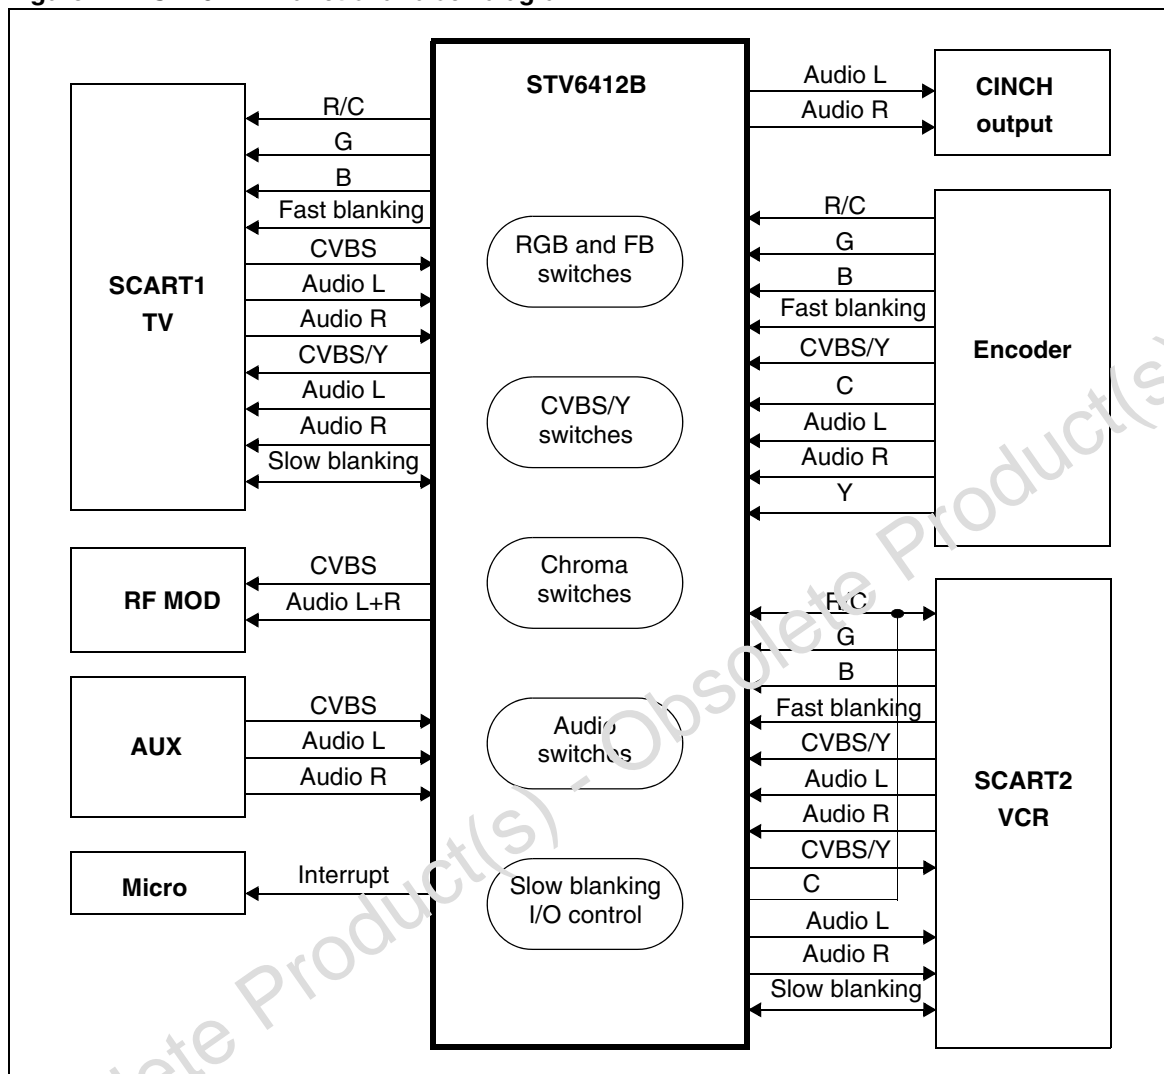 STV6412B
R/C
G
B
Fast blanking
CVBS
Audio L
Audio R
CVBS/Y
Audio L
Audio R
Slow blanking
SCART1
TV
CVBS
Audio L+R
RF MOD
CVBS
Audio L
Audio R
AUX
Interrupt
Micro
RGB and FB
switches
CVBS/Y
switches
Chroma
switches
Audio
switches
Slow blanking
I/O control
Audio L
Audio R
CINCH
output
R/C
G
B
Fast blanking
CVBS/Y
C
Audio L
Audio R
Y
Encoder
R/C
G
B
Fast blanking
CVBS/Y
Audio L
Audio R
CVBS/Y
C
Audio L
Audio R
Slow blanking
SCART2
VCR
Product(s) - Obsolete Product(s)